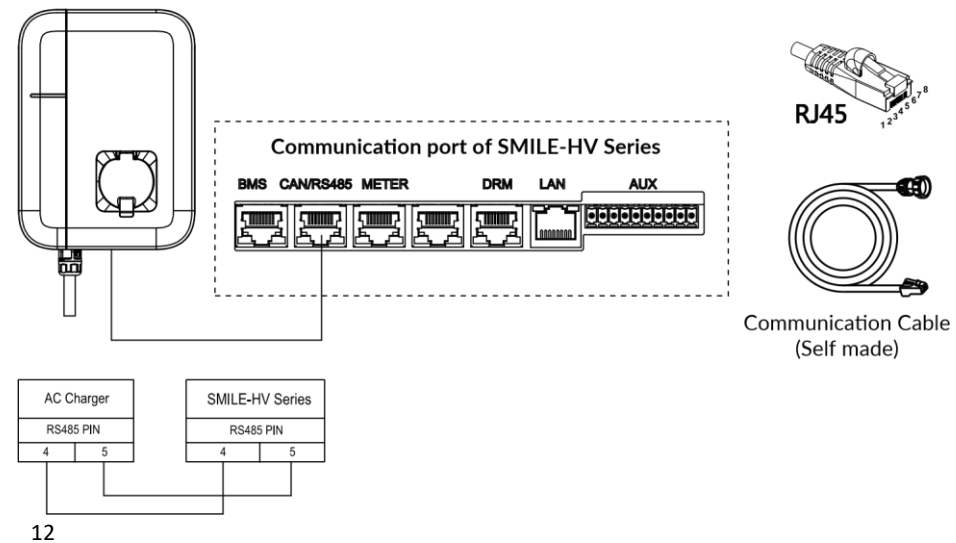 RJ45
1 2 3 4 5 6 7 8
Communication port of SMILE-HV Series
BMS CAN/RS485 METER DRM LAN AUX
Communication Cable
(Self made)
AC Charger
RS485 PIN
4 5
SMILE-HV Series
RS485 PIN
4 5
12